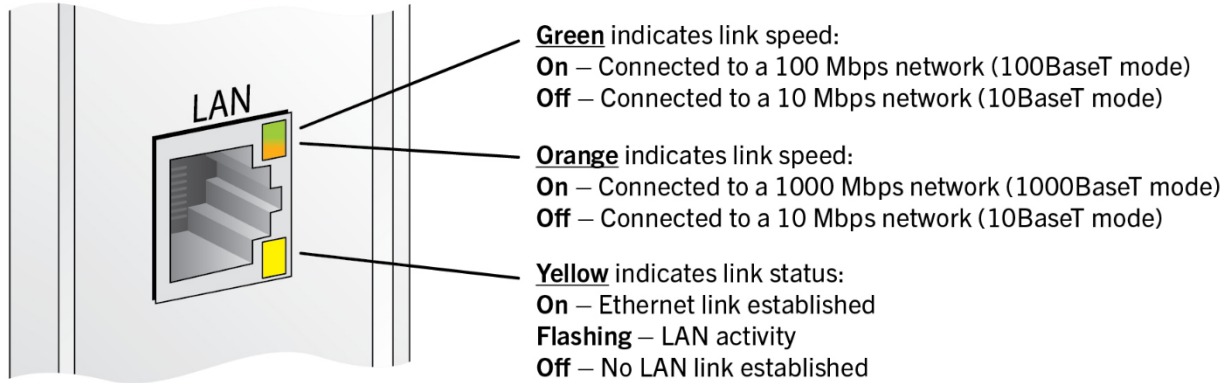 LAN
Green indicates link speed:
On – Connected to a 100 Mbps network (100BaseT mode)
Off – Connected to a 10 Mbps network (10BaseT mode)
Orange indicates link speed:
On – Connected to a 1000 Mbps network (1000BaseT mode)
Off – Connected to a 10 Mbps network (10BaseT mode)
Yellow indicates link status:
On – Ethernet link established
Flashing – LAN activity
Off – No LAN link established